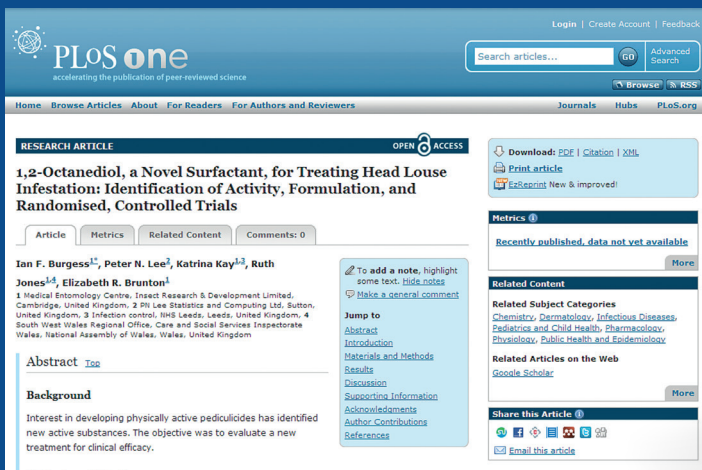 Login | Create Account | Feedback
PLoS one
accelerating the publication of peer-reviewed science
Search articles...
GO
Advanced
Search
Browse
RSS
Home Browse Articles About For Readers For Authors and Reviewers
Journals Hubs PLoS.org
RESEARCH ARTICLE
OPEN ACCESS
1,2-Octanediol, a Novel Surfactant, for Treating Head Louse
Infestation: Identification of Activity, Formulation, and
Randomised, Controlled Trials
Article Metrics Related Content Comments: 0
Ian F. Burgess1*, Peter N. Lee2, Katrina Kay1,3, Ruth
Jones1,4, Elizabeth R. Brunton1
1 Medical Entomology Centre, Insect Research & Development Limited,
Cambridge, United Kingdom, 2 PN Lee Statistics and Computing Ltd, Sutton,
United Kingdom, 3 Infection control, NHS Leeds, Leeds, United Kingdom, 4
South West Wales Regional Office, Care and Social Services Inspectorate
Wales, National Assembly of Wales, Wales, United Kingdom
Abstract Top
Background
Interest in developing physically active pediculicides has identified
new active substances. The objective was to evaluate a new
treatment for clinical efficacy.
To add a note, highlight
some text. Hide notes
Make a general comment
Jump to
Abstract
Introduction
Materials and Methods
Results
Discussion
Supporting Information
Acknowledgments
Author Contributions
References
Download: PDF | Citation | XML
Print article
EzReprint New & improved!
Metrics
Recently published, data not yet available
More
Related Content
Related Subject Categories
Chemistry, Dermatology, Infectious Diseases,
Pediatrics and Child Health, Pharmacology,
Physiology, Public Health and Epidemiology
Related Articles on the Web
Google Scholar
More
Share this Article
Email this article